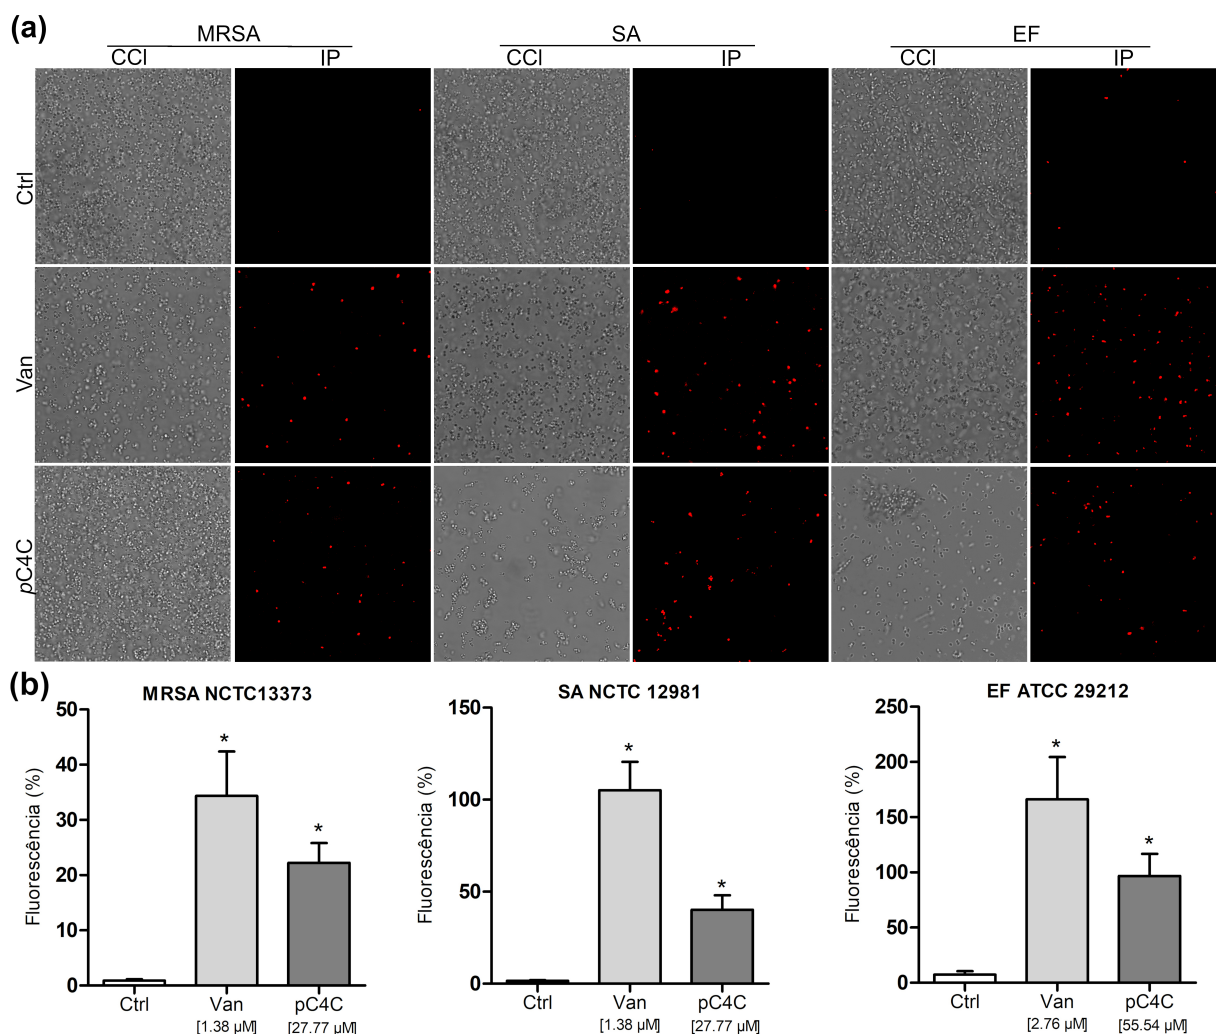 (a)
MRSA SA EF
CCI IP CCI IP CCI IP
Ctrl
Van
pC4C
(b)
MRSA NCTC13373
Fluorescência (%)
50
40
30
20
10
0
*
*
Ctrl Van pC4C
[1.38 µM] [27.77 µM]
SA NCTC 12981
Fluorescência (%)
150
100
50
0
*
*
Ctrl Van pC4C
[1.38 µM] [27.77 µM]
EF ATCC 29212
Fluorescência (%)
250
200
150
100
50
0
*
*
Ctrl Van pC4C
[2.76 µM] [55.54 µM]